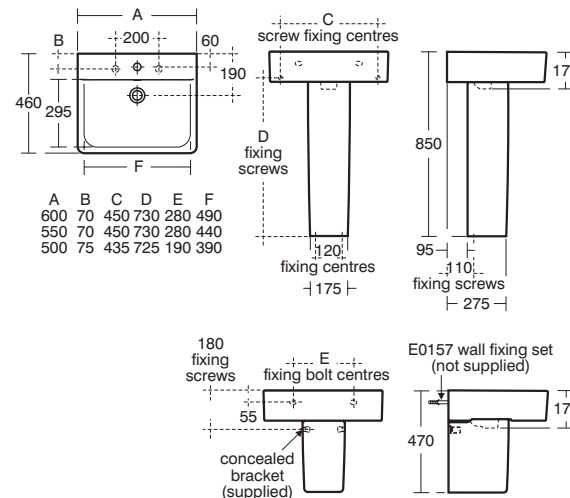 A
B
200
60
190
460
295
F
A B C D E F
600 70 450 730 280 490
550 70 450 730 280 440
500 75 435 725 190 390
C
screw fixing centres
D
fixing
screws
120
fixing centres
175
17
850
95
110
fixing screws
275
180
fixing
screws
E
fixing bolt centres
55
concealed
bracket
(supplied)
E0157 wall fixing set
(not supplied)
17
470